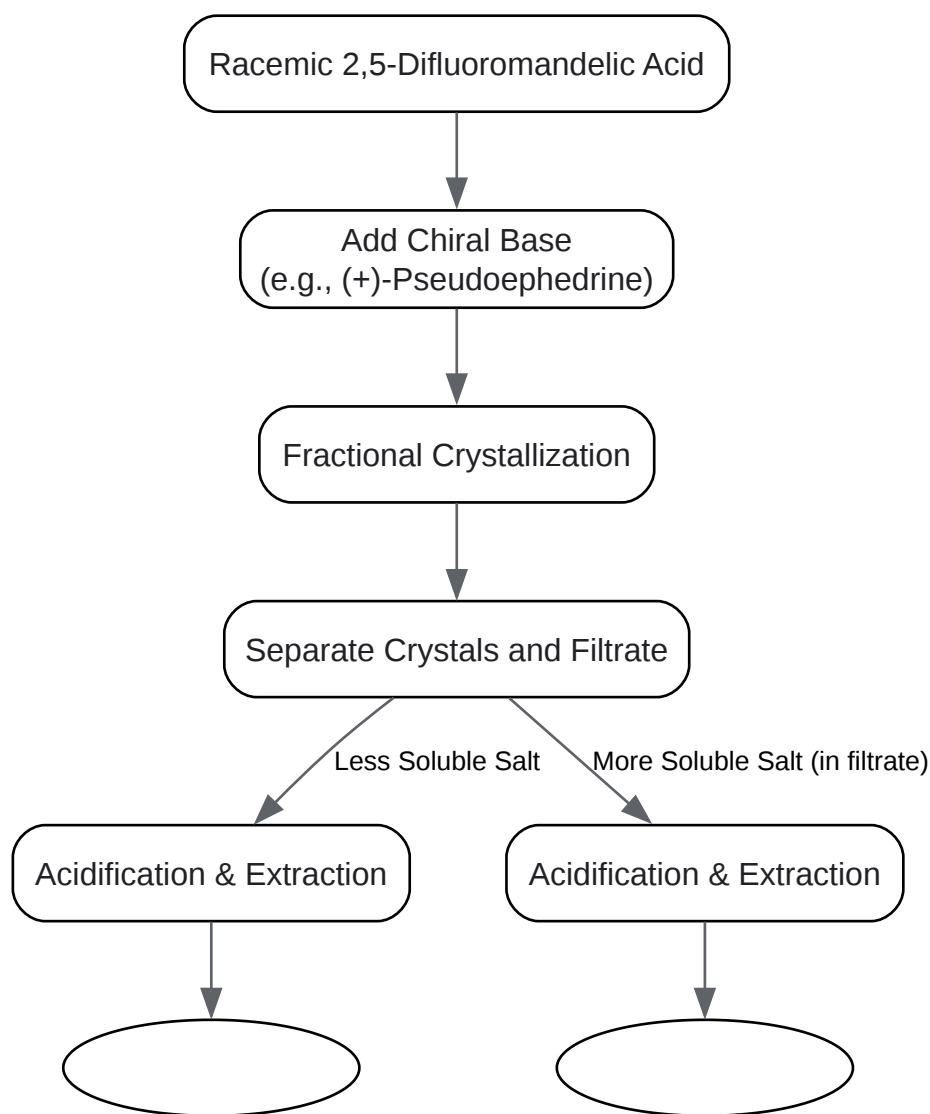 Racemic 2,5-Difluoromandelic Acid
Add Chiral Base
(e.g., (+)-Pseudoephedrine)
Fractional Crystallization
Separate Crystals and Filtrate
Less Soluble Salt
More Soluble Salt (in filtrate)
Acidification & Extraction
Acidification & Extraction